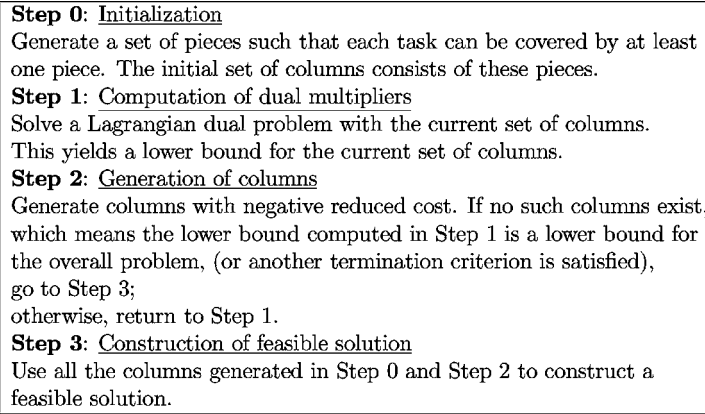 Step 0: Initialization
Generate a set of pieces such that each task can be covered by at least
one piece. The initial set of columns consists of these pieces.
Step 1: Computation of dual multipliers
Solve a Lagrangian dual problem with the current set of columns.
This yields a lower bound for the current set of columns.
Step 2: Generation of columns
Generate columns with negative reduced cost. If no such columns exist,
which means the lower bound computed in Step 1 is a lower bound for
the overall problem, (or another termination criterion is satisfied),
go to Step 3;
otherwise, return to Step 1.
Step 3: Construction of feasible solution
Use all the columns generated in Step 0 and Step 2 to construct a
feasible solution.